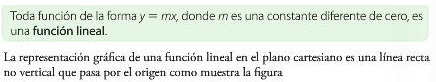 Toda función de la forma y = mx, donde m es una constante diferente de cero, es
una función lineal.
La representación gráfica de una función lineal en el plano cartesiano es una línea recta
no vertical que pasa por el origen como muestra la figura